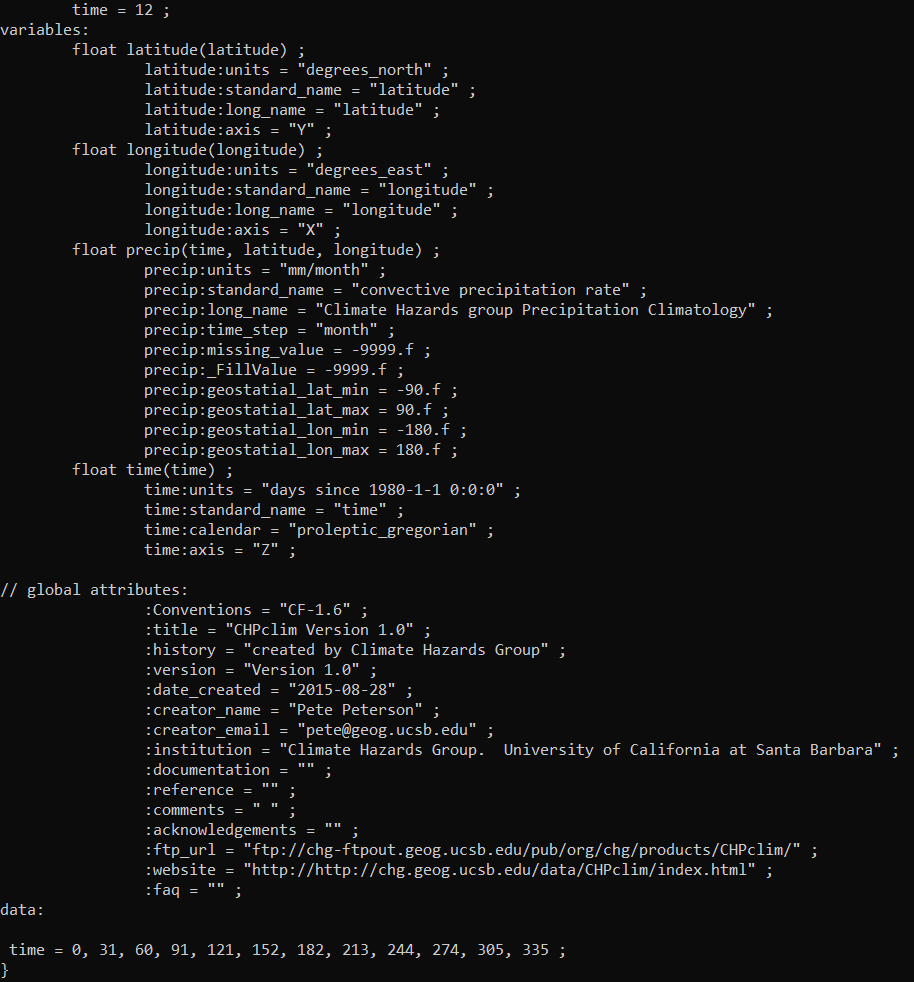 time = 12 ;
variables:
float latitude(latitude) ;
latitude:units = "degrees_north" ;
latitude:standard_name = "latitude" ;
latitude:long_name = "latitude" ;
latitude:axis = "Y" ;
float longitude(longitude) ;
longitude:units = "degrees_east" ;
longitude:standard_name = "longitude" ;
longitude:long_name = "longitude" ;
longitude:axis = "X" ;
float precip(time, latitude, longitude) ;
precip:units = "mm/month" ;
precip:standard_name = "convective precipitation rate" ;
precip:long_name = "Climate Hazards group Precipitation Climatology" ;
precip:time_step = "month" ;
precip:missing_value = -9999.f ;
precip:_FillValue = -9999.f ;
precip:geostatial_lat_min = -90.f ;
precip:geostatial_lat_max = 90.f ;
precip:geostatial_lon_min = -180.f ;
precip:geostatial_lon_max = 180.f ;
float time(time) ;
time:units = "days since 1980-1-1 0:0:0" ;
time:standard_name = "time" ;
time:calendar = "proleptic_gregorian" ;
time:axis = "Z" ;
// global attributes:
:Conventions = "CF-1.6" ;
:title = "CHPclim Version 1.0" ;
:history = "created by Climate Hazards Group" ;
:version = "Version 1.0" ;
:date_created = "2015-08-28" ;
:creator_name = "Pete Peterson" ;
:creator_email = "pete@geog.ucsb.edu" ;
:institution = "Climate Hazards Group.  University of California at Santa Barbara" ;
:documentation = "" ;
:reference = "" ;
:comments = " " ;
:acknowledgements = "" ;
:ftp_url = "ftp://chg-ftpout.geog.ucsb.edu/pub/org/chg/products/CHPclim/" ;
:website = "http://http://chg.geog.ucsb.edu/data/CHPclim/index.html" ;
:faq = "" ;
data:
time = 0, 31, 60, 91, 121, 152, 182, 213, 244, 274, 305, 335 ;
}